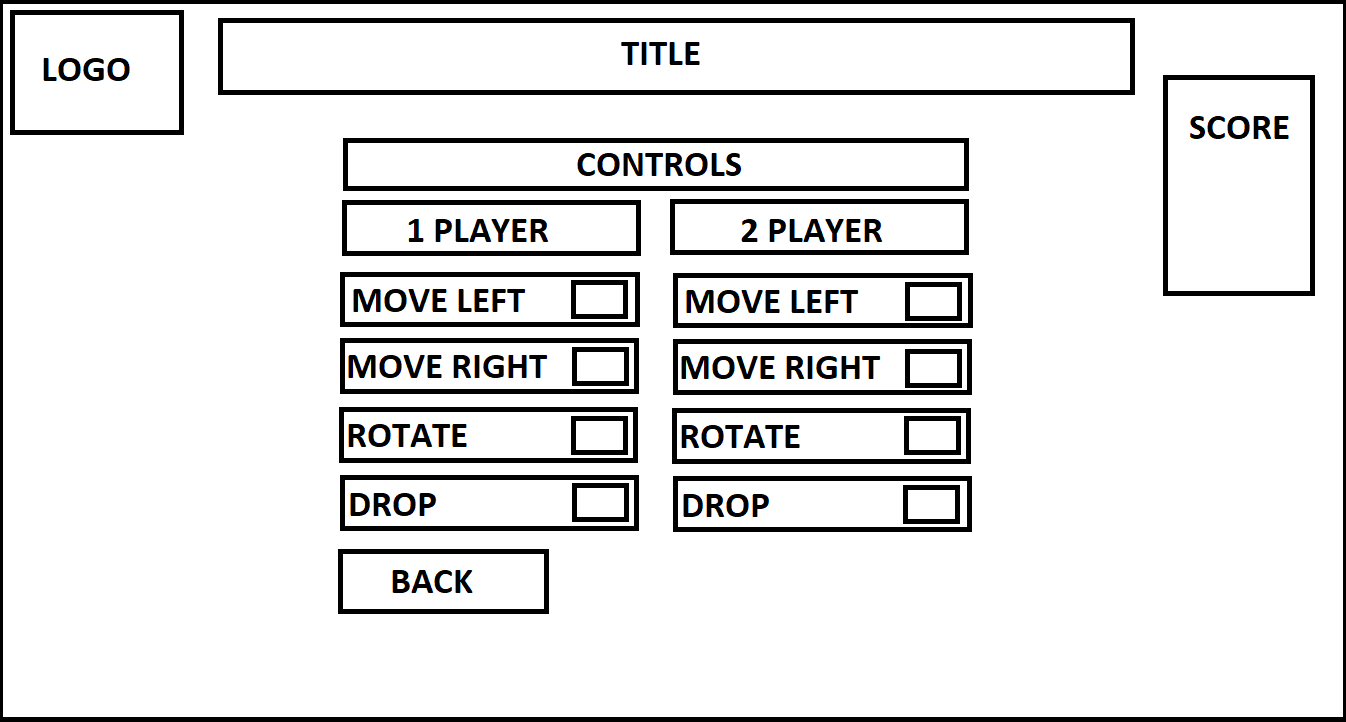 LOGO
TITLE
SCORE
CONTROLS
1 PLAYER
2 PLAYER
MOVE LEFT
MOVE LEFT
MOVE RIGHT
MOVE RIGHT
ROTATE
ROTATE
DROP
DROP
BACK